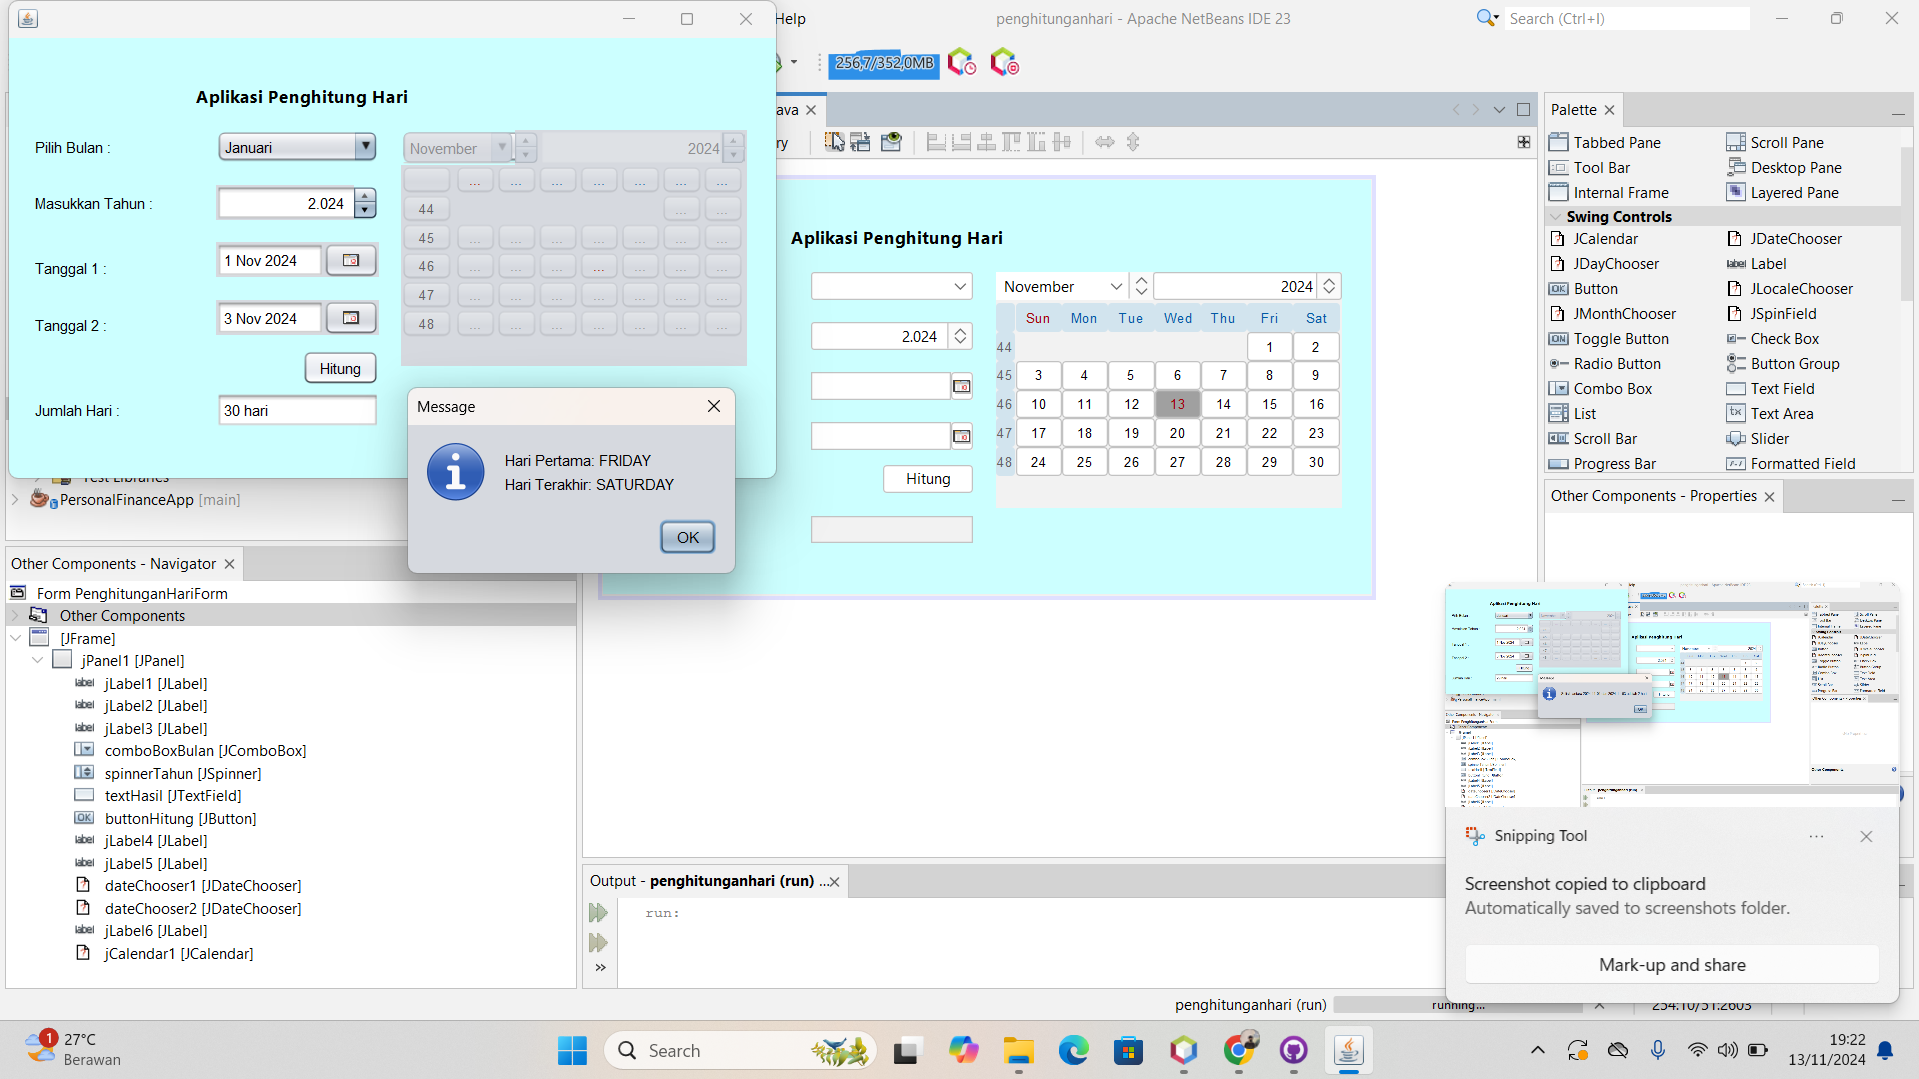 Help
penghitunganhari - Apache NetBeans IDE 23
Search (Ctrl+I)
256,7/352,0MB
Aplikasi Penghitung Hari
Pilih Bulan :
Januari
November
2024
Masukkan Tahun :
2.024
Tanggal 1 :
1 Nov 2024
Tanggal 2 :
3 Nov 2024
Hitung
Jumlah Hari :
30 hari
... ... ... ... ... ... ...
44 ... ...
45 ... ... ... ... ... ... ...
46 ... ... ... ... ... ... ...
47 ... ... ... ... ... ... ...
48 ... ... ... ... ... ... ...
Message
Hari Pertama: FRIDAY
Hari Terakhir: SATURDAY
OK
ava
ry
Aplikasi Penghitung Hari
2.024
Hitung
November
2024
Sun Mon Tue Wed Thu Fri Sat
44 1 2
45 3 4 5 6 7 8 9
46 10 11 12 13 14 15 16
47 17 18 19 20 21 22 23
48 24 25 26 27 28 29 30
Palette
Tabbed Pane
Scroll Pane
Tool Bar
Desktop Pane
Internal Frame
Layered Pane
Swing Controls
JCalendar
JDateChooser
JDayChooser
Label
Button
JLocaleChooser
JMonthChooser
JSpinField
Toggle Button
Check Box
Radio Button
Button Group
Combo Box
Text Field
List
Text Area
Scroll Bar
Slider
Progress Bar
Formatted Field
Other Components - Properties
Test Libraries
PersonalFinanceApp [main]
Other Components - Navigator
Form PenghitunganHariForm
Other Components
[JFrame]
jPanel1 [JPanel]
jLabel1 [JLabel]
jLabel2 [JLabel]
jLabel3 [JLabel]
comboBoxBulan [JComboBox]
spinnerTahun [JSpinner]
textHasil [JTextField]
buttonHitung [JButton]
jLabel4 [JLabel]
jLabel5 [JLabel]
dateChooser1 [JDateChooser]
dateChooser2 [JDateChooser]
jLabel6 [JLabel]
jCalendar1 [JCalendar]
Output - penghitunganhari (run) ...
run:
Snipping Tool
Screenshot copied to clipboard
Automatically saved to screenshots folder.
Mark-up and share
penghitunganhari (run)
running...
254:10/51:2603
1
27°C
Berawan
Search
19:22
13/11/2024